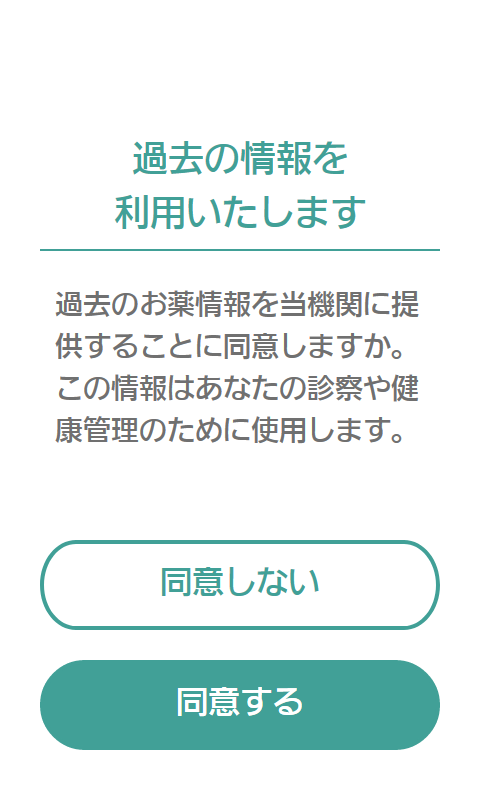 過去の情報を
利用いたします
過去のお薬情報を当機関に提
供することに同意しますか。
この情報はあなたの診察や健
康管理のために使用します。
同意しない
同意する